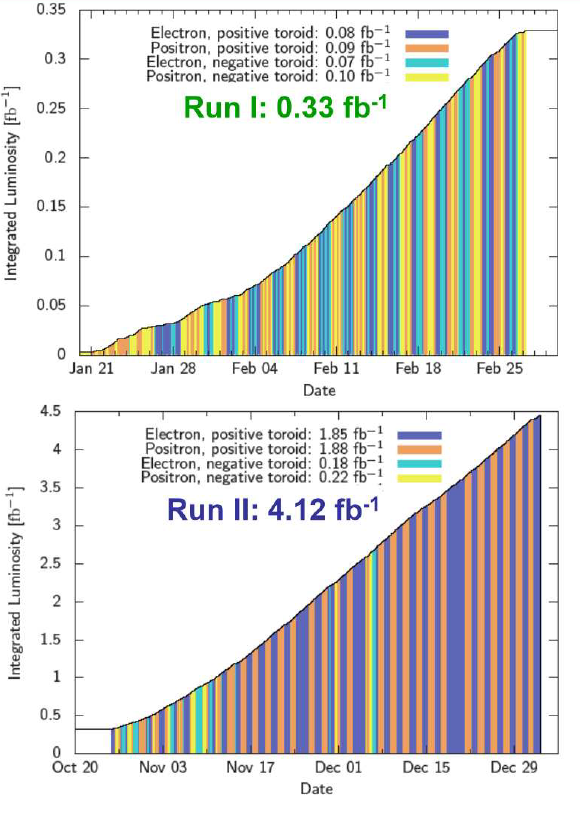 0.35
0.3
0.25
0.2
0.15
0.1
0.05
0
Integrated Luminosity [fb⁻¹]
Electron, positive toroid: 0.08 fb⁻¹
Positron, positive toroid: 0.09 fb⁻¹
Electron, negative toroid: 0.07 fb⁻¹
Positron, negative toroid: 0.10 fb⁻¹
Run I: 0.33 fb⁻¹
Jan 21 Jan 28 Feb 04 Feb 11 Feb 18 Feb 25
Date
4.5
4
3.5
3
2.5
2
1.5
1
0.5
0
Integrated Luminosity [fb⁻¹]
Electron, positive toroid: 1.85 fb⁻¹
Positron, positive toroid: 1.88 fb⁻¹
Electron, negative toroid: 0.18 fb⁻¹
Positron, negative toroid: 0.22 fb⁻¹
Run II: 4.12 fb⁻¹
Oct 20 Nov 03 Nov 17 Dec 01 Dec 15 Dec 29
Date